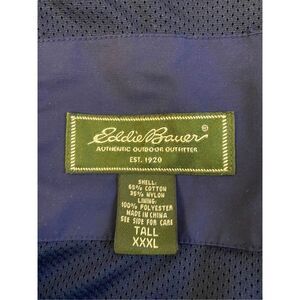 Eddie Bauer®
AUTHENTIC OUTDOOR OUTFITTER
EST. 1920
SHELL:
65% COTTON
35% NYLON
LINING:
100% POLYESTER
MADE IN CHINA
SEE SIDE FOR CARE
TALL
XXXL